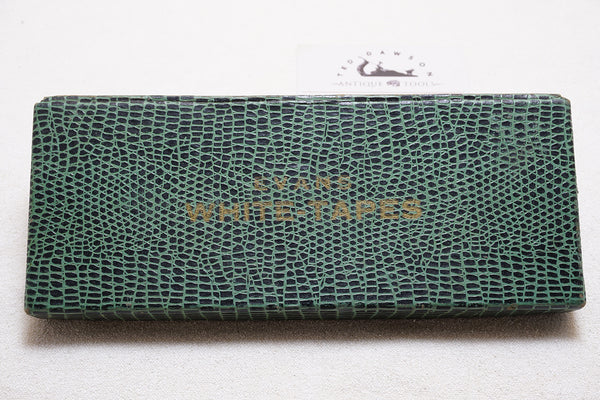 TED DAWSON
ANTIQUE TOOLS
EVANS
WHITE-TAPES